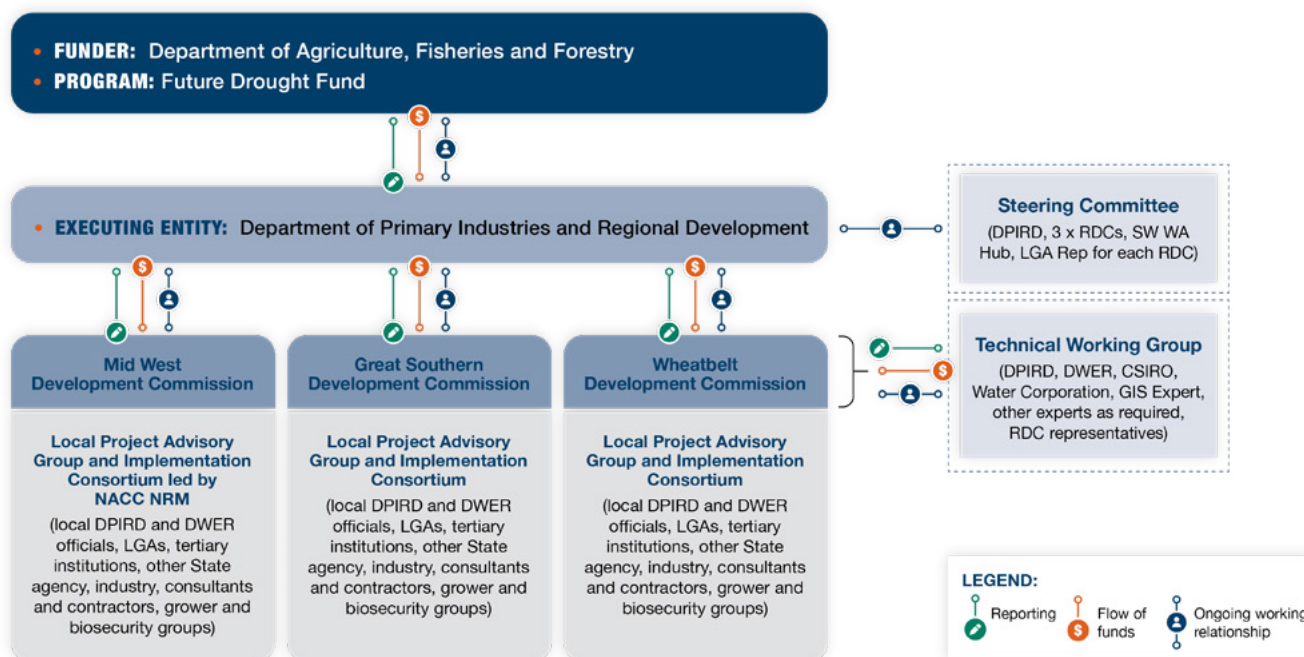 • FUNDER: Department of Agriculture, Fisheries and Forestry
• PROGRAM: Future Drought Fund
$
• EXECUTING ENTITY: Department of Primary Industries and Regional Development
Steering Committee
(DPIRD, 3 x RDCs, SW WA
Hub, LGA Rep for each RDC)
$
$
$
Mid West
Development Commission
Local Project Advisory
Group and Implementation
Consortium led by
NACC NRM
(local DPIRD and DWER
officials, LGAs, tertiary
institutions, other State
agency, industry, consultants
and contractors, grower and
biosecurity groups)
Great Southern
Development Commission
Local Project Advisory
Group and Implementation
Consortium
(local DPIRD and DWER
officials, LGAs, tertiary
institutions, other State
agency, industry, consultants
and contractors, grower and
biosecurity groups)
Wheatbelt
Development Commission
Local Project Advisory
Group and Implementation
Consortium
(local DPIRD and DWER
officials, LGAs, tertiary
institutions, other State
agency, industry, consultants
and contractors, grower and
biosecurity groups)
$
Technical Working Group
(DPIRD, DWER, CSIRO,
Water Corporation, GIS Expert,
other experts as required,
RDC representatives)
LEGEND:
Reporting
$
Flow of
funds
Ongoing working
relationship